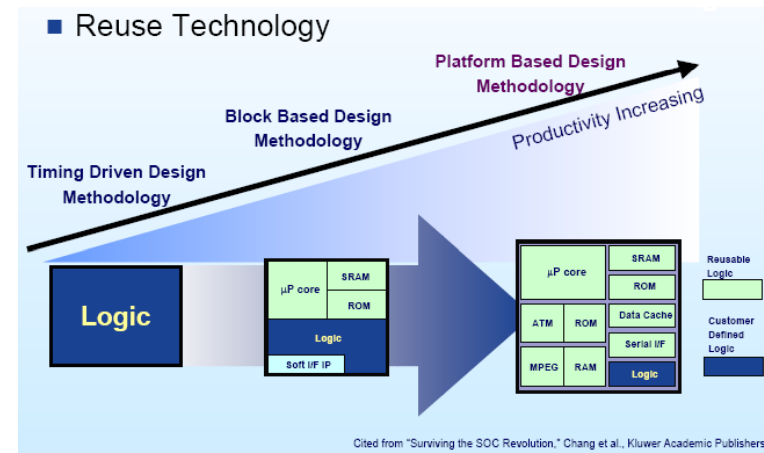 ■ Reuse Technology
Platform Based Design
Methodology
Productivity Increasing
Block Based Design
Methodology
Timing Driven Design
Methodology
Logic
μP core
SRAM
ROM
Logic
Soft I/F IP
μP core
SRAM
ROM
ATM
ROM
Data Cache
Serial I/F
MPEG
RAM
Logic
Reusable
Logic
Customer
Defined
Logic
Cited from "Surviving the SOC Revolution," Chang et al., Kluwer Academic Publishers